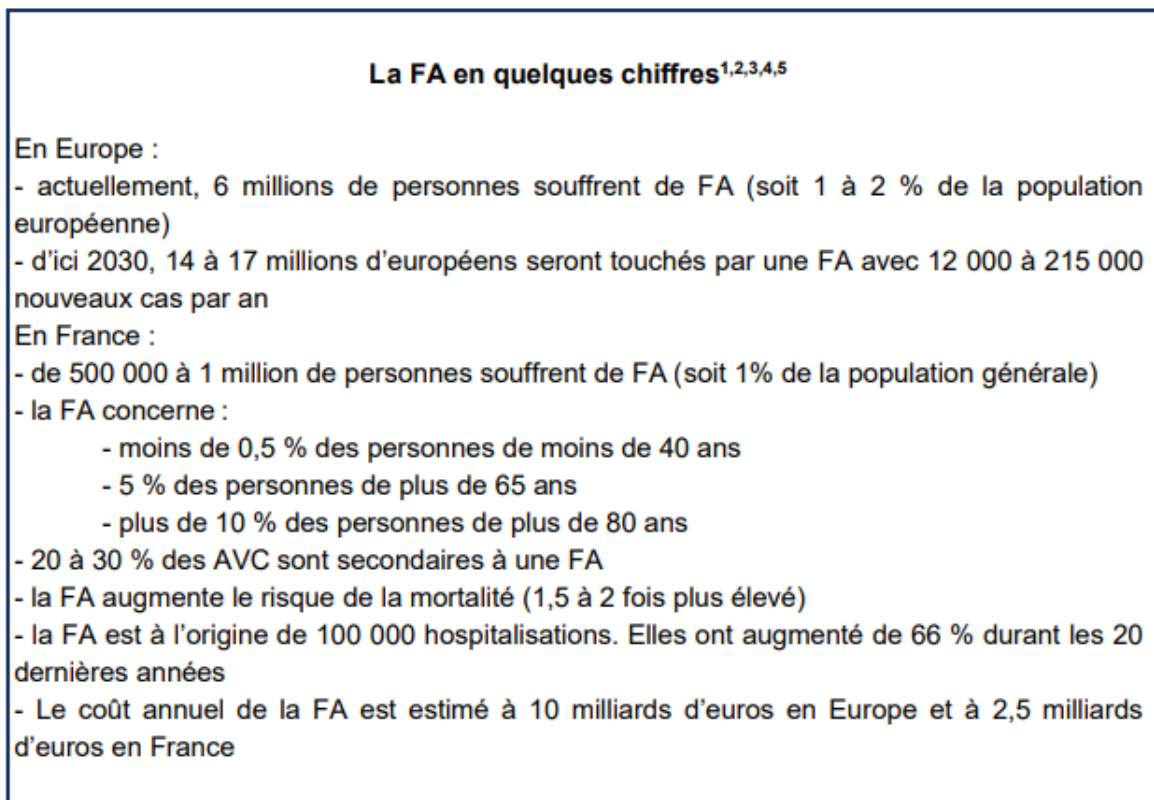 La FA en quelques chiffres1,2,3,4,5
En Europe :
- actuellement, 6 millions de personnes souffrent de FA (soit 1 à 2 % de la population
européenne)
- d'ici 2030, 14 à 17 millions d'européens seront touchés par une FA avec 12 000 à 215 000
nouveaux cas par an
En France :
- de 500 000 à 1 million de personnes souffrent de FA (soit 1% de la population générale)
- la FA concerne :
- moins de 0,5 % des personnes de moins de 40 ans
- 5 % des personnes de plus de 65 ans
- plus de 10 % des personnes de plus de 80 ans
- 20 à 30 % des AVC sont secondaires à une FA
- la FA augmente le risque de la mortalité (1,5 à 2 fois plus élevé)
- la FA est à l'origine de 100 000 hospitalisations. Elles ont augmenté de 66 % durant les 20
dernières années
- Le coût annuel de la FA est estimé à 10 milliards d'euros en Europe et à 2,5 milliards
d'euros en France